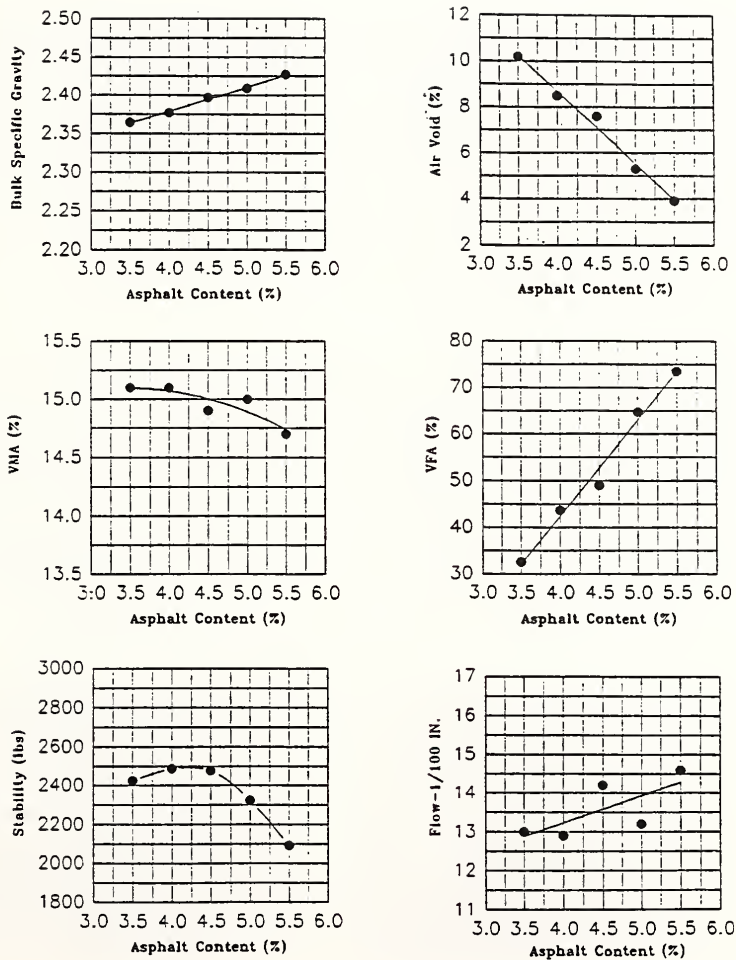 Bulk Specific Gravity
2.50
2.45
2.40
2.35
2.30
2.25
2.20
3.0 3.5 4.0 4.5 5.0 5.5 6.0
Asphalt Content (%)
Air Void (%)
12
10
8
6
4
2
3.0 3.5 4.0 4.5 5.0 5.5 6.0
Asphalt Content (%)
VMA (%)
15.5
15.0
14.5
14.0
13.5
3:0 3.5 4.0 4.5 5.0 5.5 6.0
Asphalt Content (%)
VFA (%)
80
70
60
50
40
30
3.0 3.5 4.0 4.5 5.0 5.5 6.0
Asphalt Content (%)
Stability (lbs)
3000
2800
2600
2400
2200
2000
1800
3.0 3.5 4.0 4.5 5.0 5.5 6.0
Asphalt Content (%)
Flow-1/100 IN.
17
16
15
14
13
12
11
3.0 3.5 4.0 4.5 5.0 5.5 6.0
Asphalt Content (%)